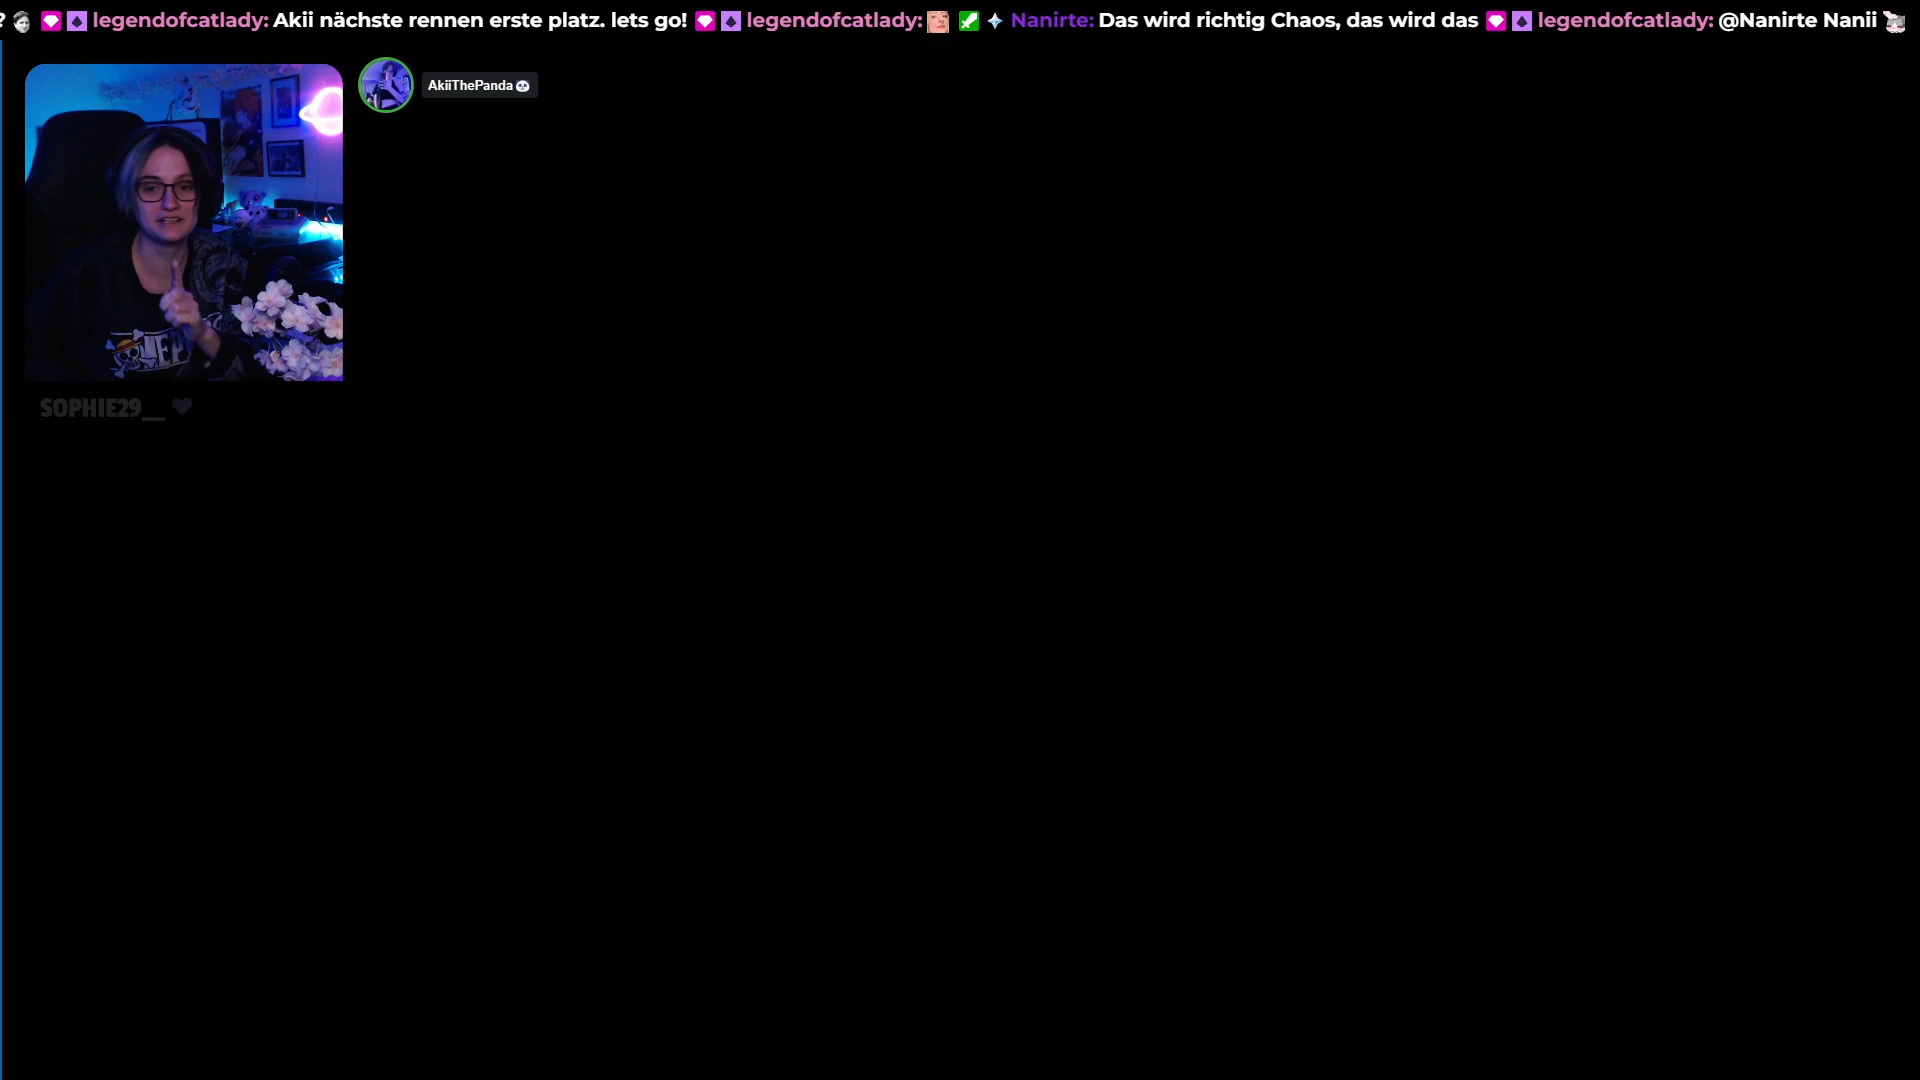 ? legendofcatlady: Akii nächste rennen erste platz. lets go! legendofcatlady: Nanirte: Das wird richtig Chaos, das wird das legendofcatlady: @Nanirte Nanii
AkiiThePanda
SOPHIE29__